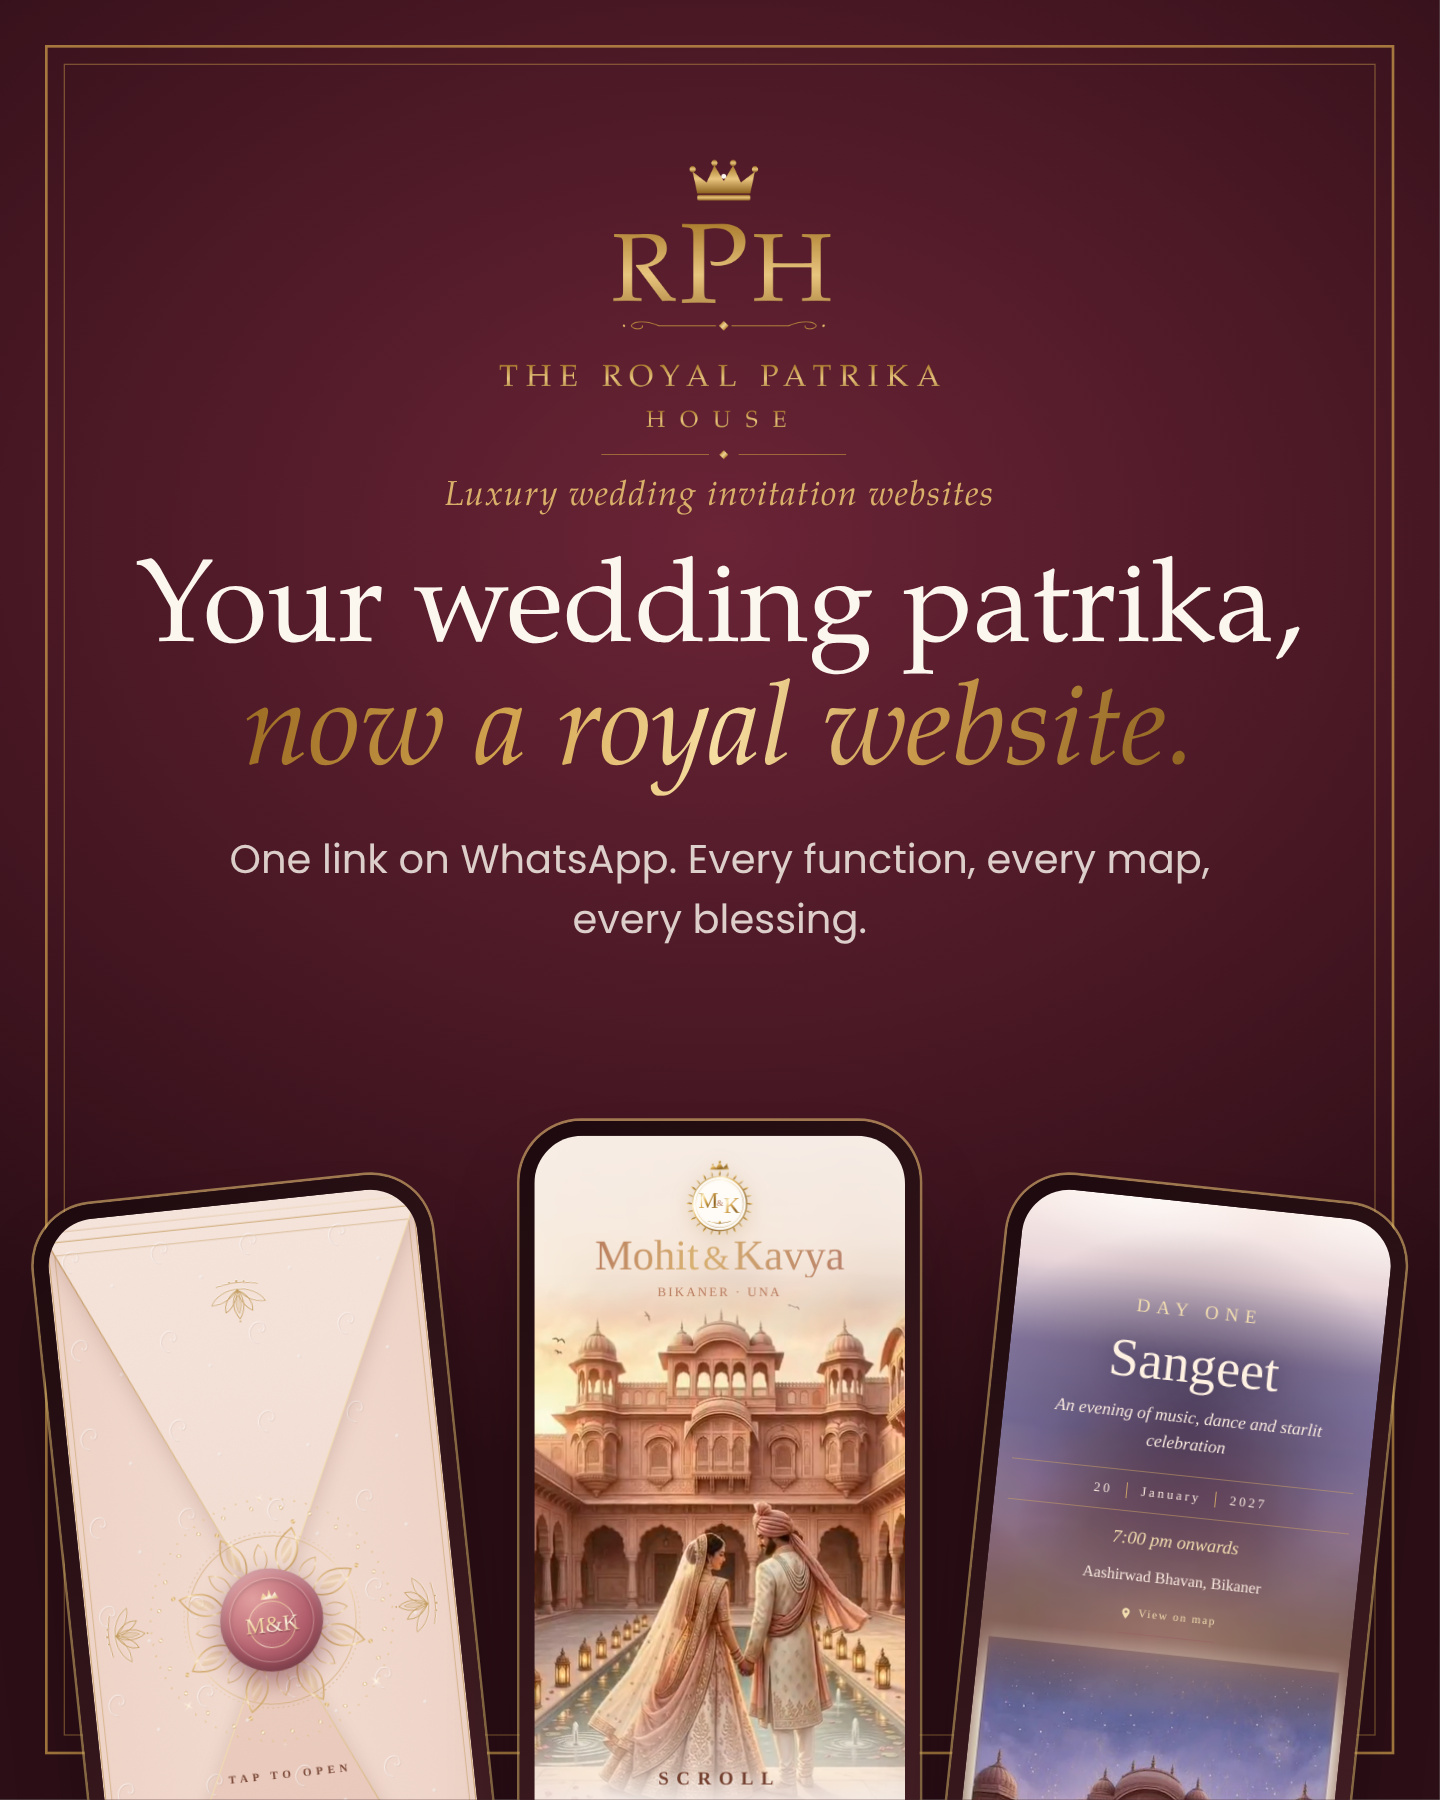 RPH
THE ROYAL PATRIKA
HOUSE
Luxury wedding invitation websites
Your wedding patrika,
now a royal website.
One link on WhatsApp. Every function, every map,
every blessing.
M&K
TAP TO OPEN
M&K
Mohit & Kavya
BIKANER · UNA
SCROLL
DAY ONE
Sangeet
An evening of music, dance and starlit
celebration
20 | January | 2027
7:00 pm onwards
Aashirwad Bhavan, Bikaner
View on map